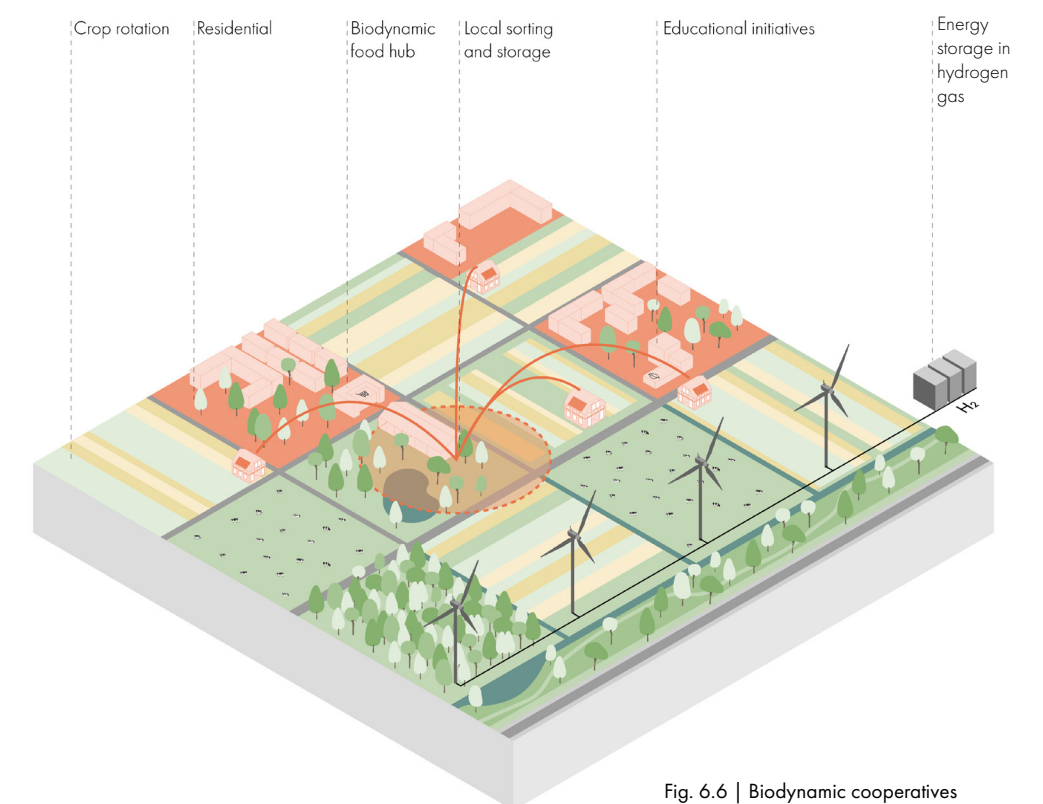 Crop rotation
Residential
Biodynamic
food hub
Local sorting
and storage
Educational initiatives
Energy
storage in
hydrogen
gas
H2
Fig. 6.6 | Biodynamic cooperatives